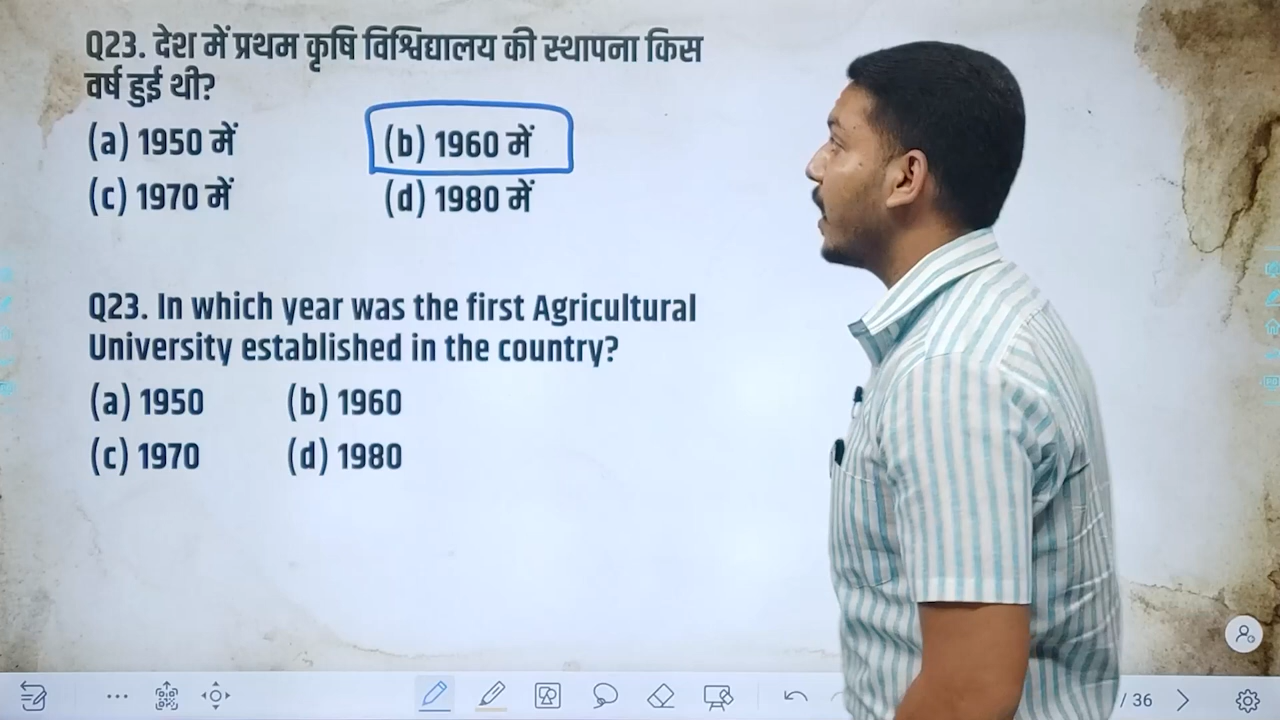 Q23. देश में प्रथम कृषि विश्विद्यालय की स्थापना किस
वर्ष हुई थी?
(a) 1950 में (b) 1960 में
(c) 1970 में (d) 1980 में
Q23. In which year was the first Agricultural
University established in the country?
(a) 1950 (b) 1960
(c) 1970 (d) 1980
/ 36